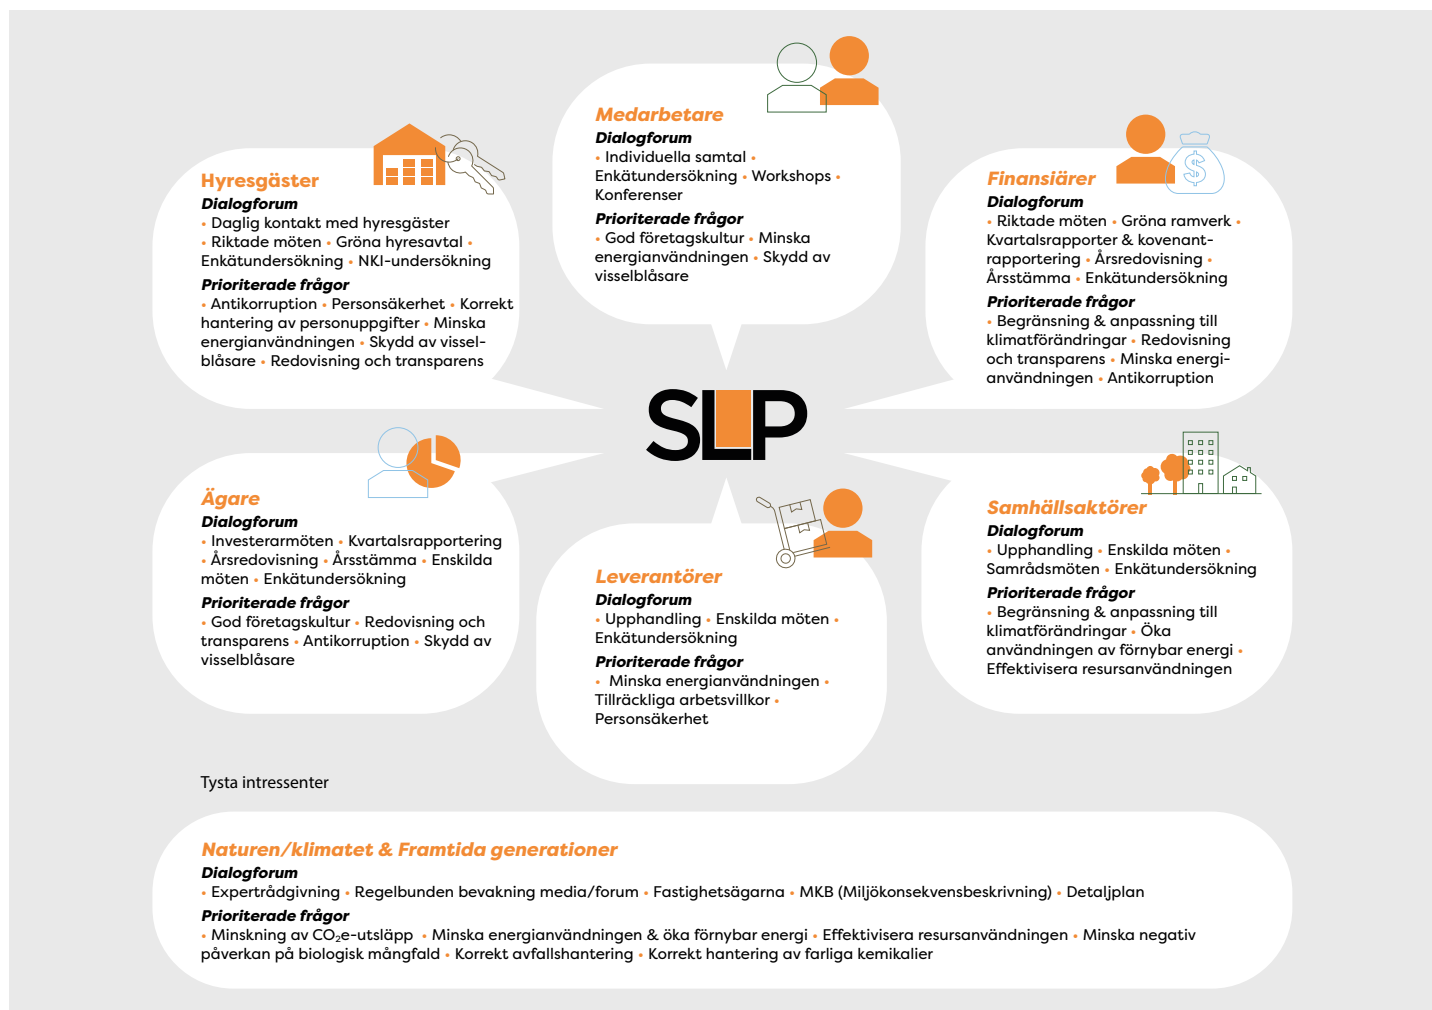 Medarbetare
Dialogforum
• Individuella samtal •
Enkätundersökning • Workshops •
Konferenser
Prioriterade frågor
• God företagskultur • Minska
energianvändningen • Skydd av
visselblåsare
Hyresgäster
Dialogforum
• Daglig kontakt med hyresgäster
• Riktade möten • Gröna hyresavtal •
Enkätundersökning • NKI-undersökning
Prioriterade frågor
• Antikorruption • Personsäkerhet • Korrekt
hantering av personuppgifter • Minska
energianvändningen • Skydd av vissel-
blåsare • Redovisning och transparens
Finansiärer
Dialogforum
• Riktade möten • Gröna ramverk •
Kvartalsrapporter & kovenant-
rapportering • Årsredovisning •
Årsstämma • Enkätundersökning
Prioriterade frågor
• Begränsning & anpassning till
klimatförändringar • Redovisning
och transparens • Minska energi-
användningen • Antikorruption
$
SLP
Ägare
Dialogforum
• Investerarmöten • Kvartalsrapportering
• Årsredovisning • Årsstämma • Enskilda
möten • Enkätundersökning
Prioriterade frågor
• God företagskultur • Redovisning och
transparens • Antikorruption • Skydd av
visselblåsare
Leverantörer
Dialogforum
• Upphandling • Enskilda möten •
Enkätundersökning
Prioriterade frågor
• Minska energianvändningen •
Tillräckliga arbetsvillkor •
Personsäkerhet
Samhällsaktörer
Dialogforum
• Upphandling • Enskilda möten •
Samrådsmöten • Enkätundersökning
Prioriterade frågor
• Begränsning & anpassning till
klimatförändringar • Öka
användningen av förnybar energi •
Effektivisera resursanvändningen
Tysta intressenter
Naturen/klimatet & Framtida generationer
Dialogforum
• Expertrådgivning • Regelbunden bevakning media/forum • Fastighetsägarna • MKB (Miljökonsekvensbeskrivning) • Detaljplan
Prioriterade frågor
• Minskning av CO₂e-utsläpp • Minska energianvändningen & öka förnybar energi • Effektivisera resursanvändningen • Minska negativ
påverkan på biologisk mångfald • Korrekt avfallshantering • Korrekt hantering av farliga kemikalier